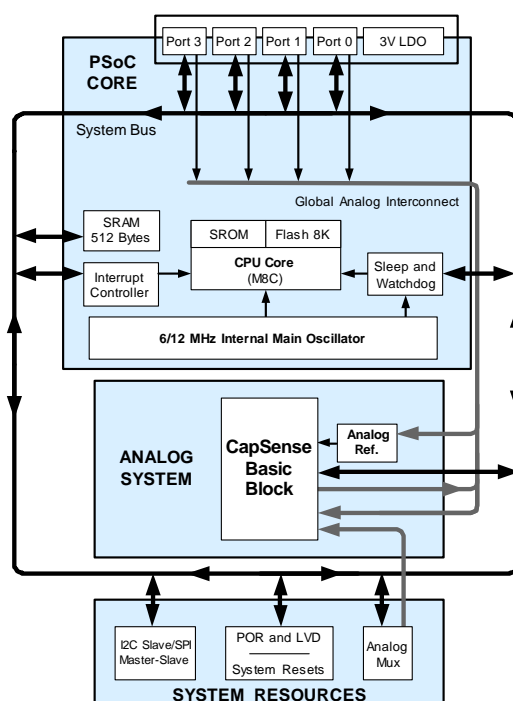 Port 3 Port 2 Port 1 Port 0 3V LDO
PSoC
CORE
System Bus
Global Analog Interconnect
SRAM
512 Bytes
SROM Flash 8K
CPU Core
(M8C)
Interrupt
Controller
Sleep and
Watchdog
6/12 MHz Internal Main Oscillator
ANALOG
SYSTEM
CapSense
Basic
Block
Analog
Ref.
I2C Slave/SPI
Master-Slave
POR and LVD
System Resets
Analog
Mux
SYSTEM RESOURCES